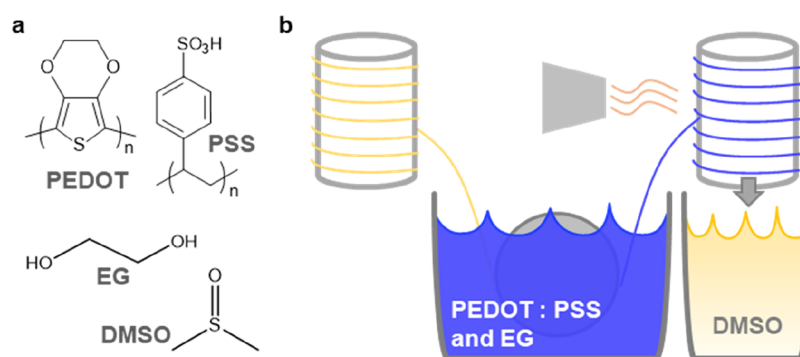 a
b
SO3H
O
O
S
n
PEDOT
PSS
n
HO
OH
EG
O
S
DMSO
PEDOT : PSS
and EG
DMSO